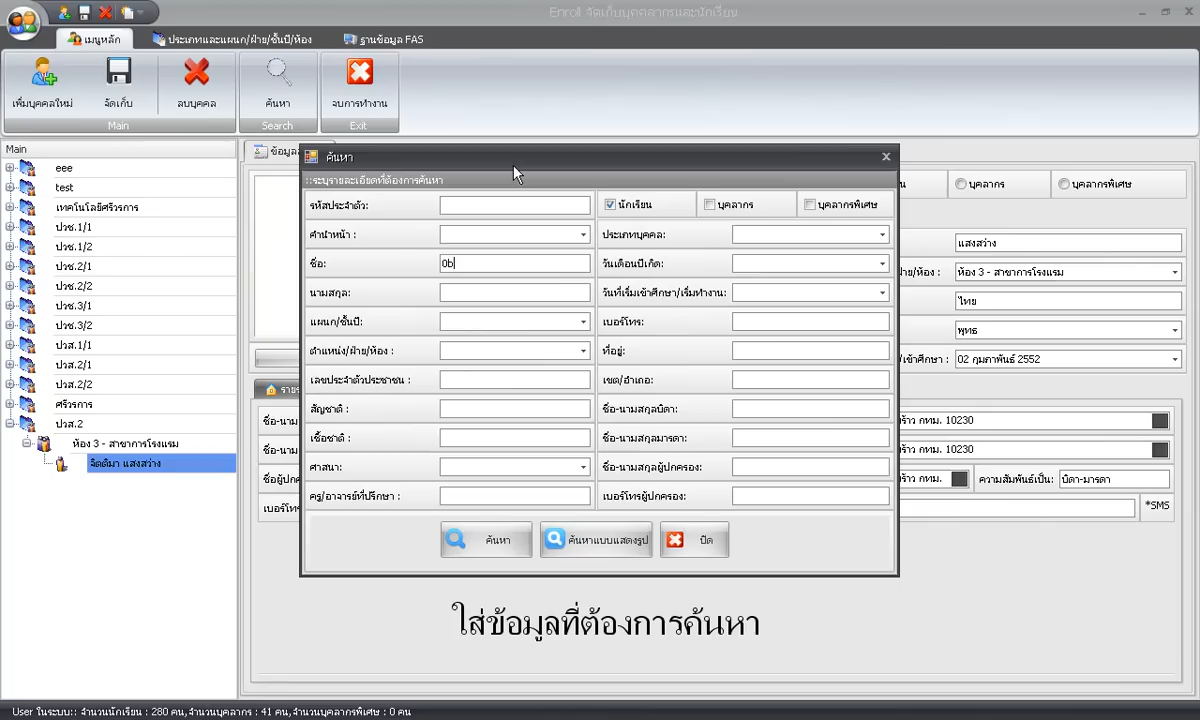 Enroll จัดเก็บบุคคลากรและนักเรียน
เมนูหลัก
ประเภทและแผนก/ฝ่าย/ชั้นปี/ห้อง
ฐานข้อมูล FAS
เพิ่มบุคคลใหม่
จัดเก็บ
ลบบุคคล
ค้นหา
จบการทำงาน
Main
Search
Exit
Main
eee
test
เทคโนโลยีศรีวรการ
ปวช.1/1
ปวช.1/2
ปวช.2/1
ปวช.2/2
ปวช.3/1
ปวช.3/2
ปวส.1/1
ปวส.2/1
ปวส.2/2
ศรีวรการ
ปวส.2
ห้อง 3 - สาขาการโรงแรม
จิตติมา แสงสว่าง
ค้นหา
::ระบุรายละเอียดที่ต้องการค้นหา
รหัสประจำตัว:
นักเรียน
บุคลากร
บุคลากรพิเศษ
คำนำหน้า :
ประเภทบุคคล:
ชื่อ:
0b
วันเดือนปีเกิด:
นามสกุล:
วันที่เริ่มเข้าศึกษา/เริ่มทำงาน:
แผนก/ชั้นปี:
เบอร์โทร:
ตำแหน่ง/ฝ่าย/ห้อง :
ที่อยู่:
เลขประจำตัวประชาชน :
เขต/อำเภอ:
สัญชาติ :
ชื่อ-นามสกุลบิดา:
เชื้อชาติ :
ชื่อ-นามสกุลมารดา:
ศาสนา:
ชื่อ-นามสกุลผู้ปกครอง:
ครู/อาจารย์ที่ปรึกษา :
เบอร์โทรผู้ปกครอง:
ค้นหา
ค้นหาแบบแสดงรูป
ปิด
บุคลากร
บุคลากรพิเศษ
แสงสว่าง
ห้อง 3 - สาขาการโรงแรม
ไทย
พุทธ
02 กุมภาพันธ์ 2552
กทม. 10230
กทม. 10230
กทม.
ความสัมพันธ์เป็น:
บิดา-มารดา
*SMS
ใส่ข้อมูลที่ต้องการค้นหา
User ในระบบ:: จำนวนนักเรียน : 280 คน,จำนวนบุคลากร : 41 คน,จำนวนบุคลากรพิเศษ : 0 คน